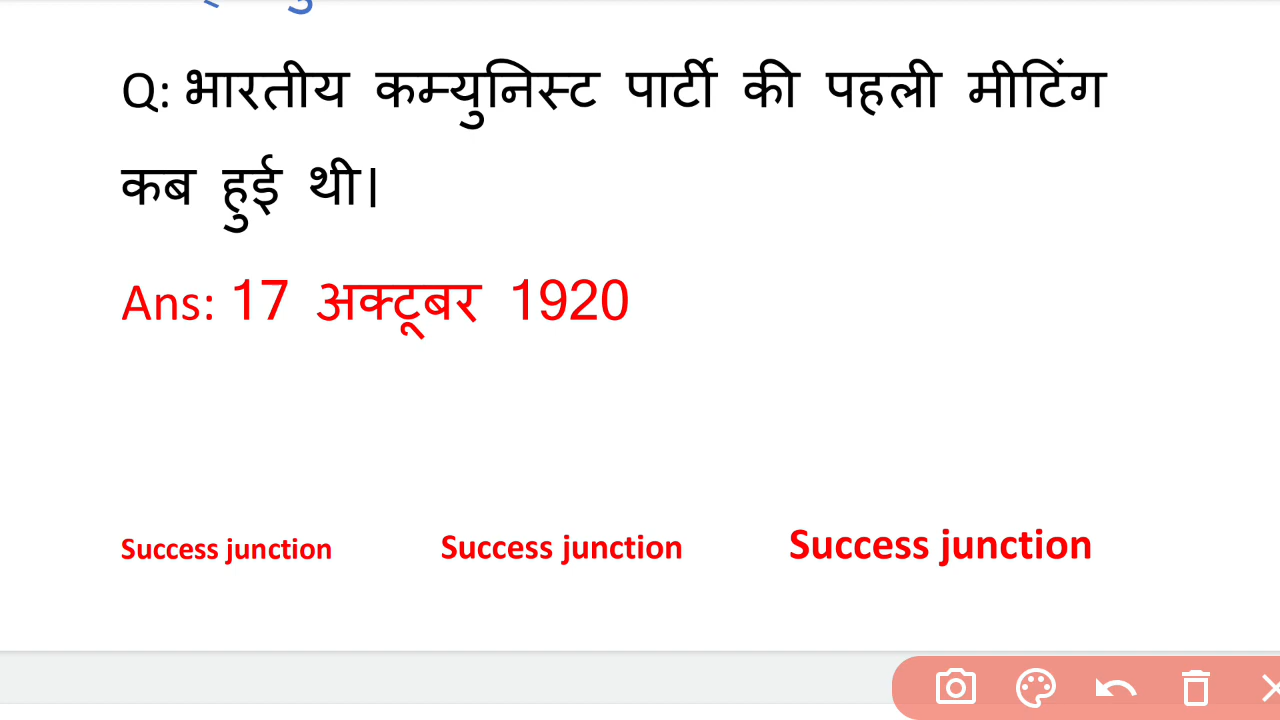 Q: भारतीय कम्युनिस्ट पार्टी की पहली मीटिंग
कब हुई थी।
Ans: 17 अक्टूबर 1920
Success junction Success junction Success junction